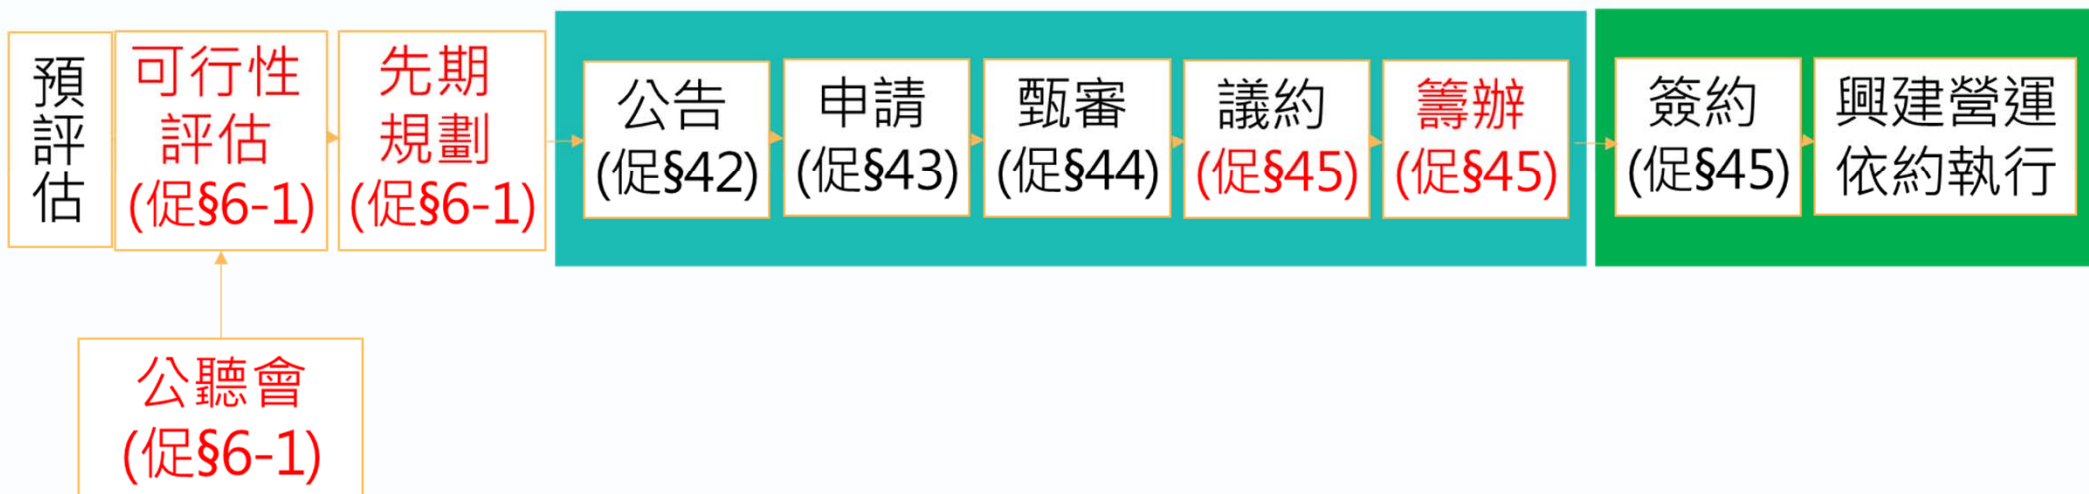 預
評
估
可行性
評估
(促§6-1)
先期
規劃
(促§6-1)
公告
(促§42)
申請
(促§43)
甄審
(促§44)
議約
(促§45)
籌辦
(促§45)
簽約
(促§45)
興建營運
依約執行
公聽會
(促§6-1)